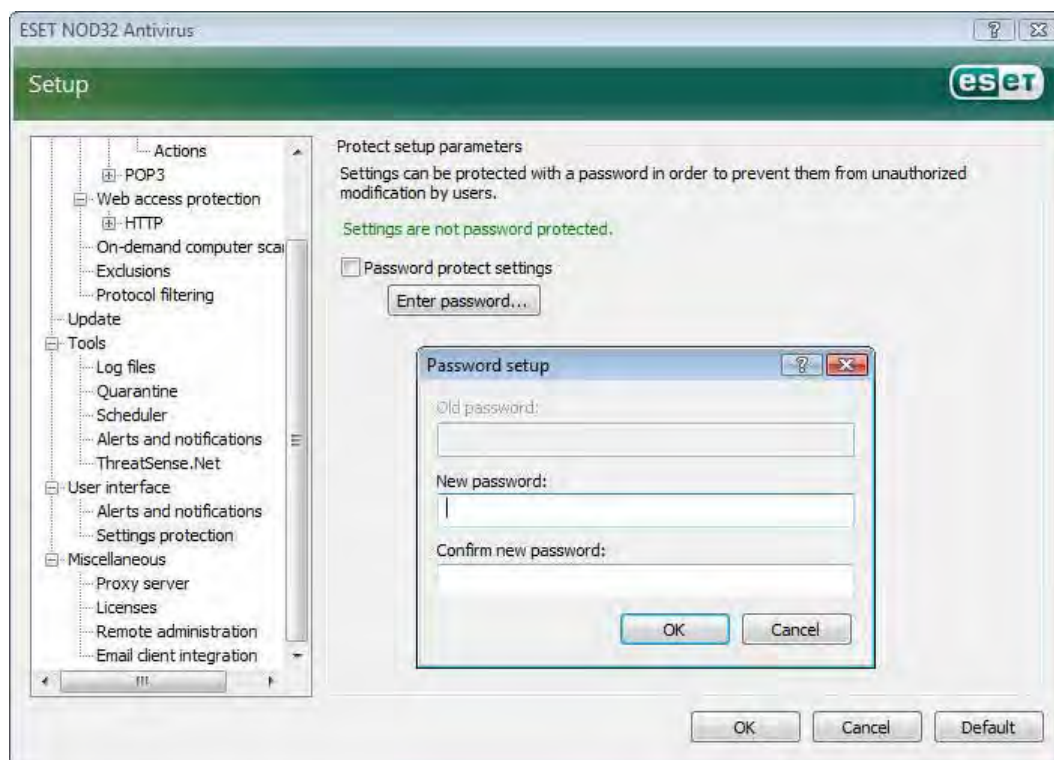 ESET NOD32 Antivirus
Setup
eset
Actions
POP3
Web access protection
HTTP
On-demand computer scan
Exclusions
Protocol filtering
Update
Tools
Log files
Quarantine
Scheduler
Alerts and notifications
ThreatSense.Net
User interface
Alerts and notifications
Settings protection
Miscellaneous
Proxy server
Licenses
Remote administration
Email client integration
Protect setup parameters
Settings can be protected with a password in order to prevent them from unauthorized
modification by users.
Settings are not password protected.
Password protect settings
Enter password...
Password setup
Old password:
New password:
Confirm new password:
OK
Cancel
OK
Cancel
Default